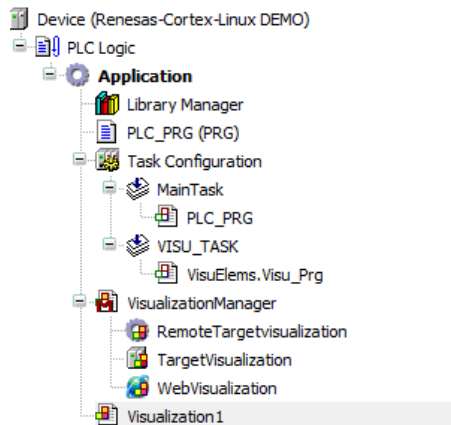 Device (Renesas-Cortex-Linux DEMO)
PLC Logic
Application
Library Manager
PLC_PRG (PRG)
Task Configuration
MainTask
PLC_PRG
VISU_TASK
VisuElems.Visu_Prg
VisualizationManager
RemoteTargetvisualization
TargetVisualization
WebVisualization
Visualization1